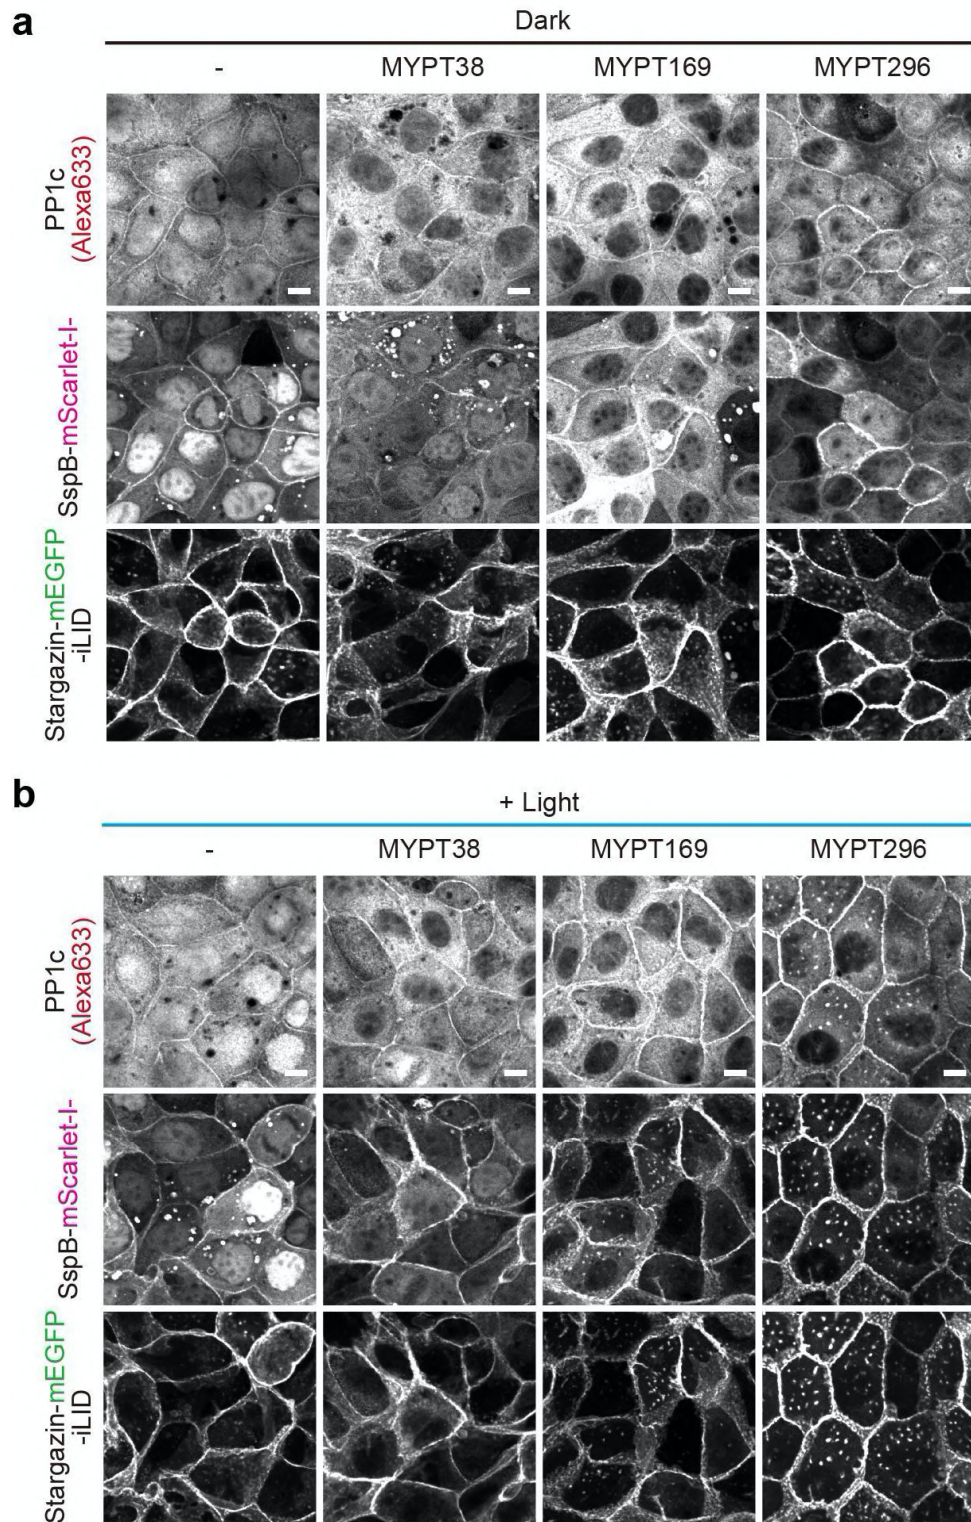 a
Dark
- MYPT38 MYPT169 MYPT296
PP1c
(Alexa633)
SspB-mScarlet-I-
Stargazin-mEGFP
-iLID
b
+ Light
- MYPT38 MYPT169 MYPT296
PP1c
(Alexa633)
SspB-mScarlet-I-
Stargazin-mEGFP
-iLID